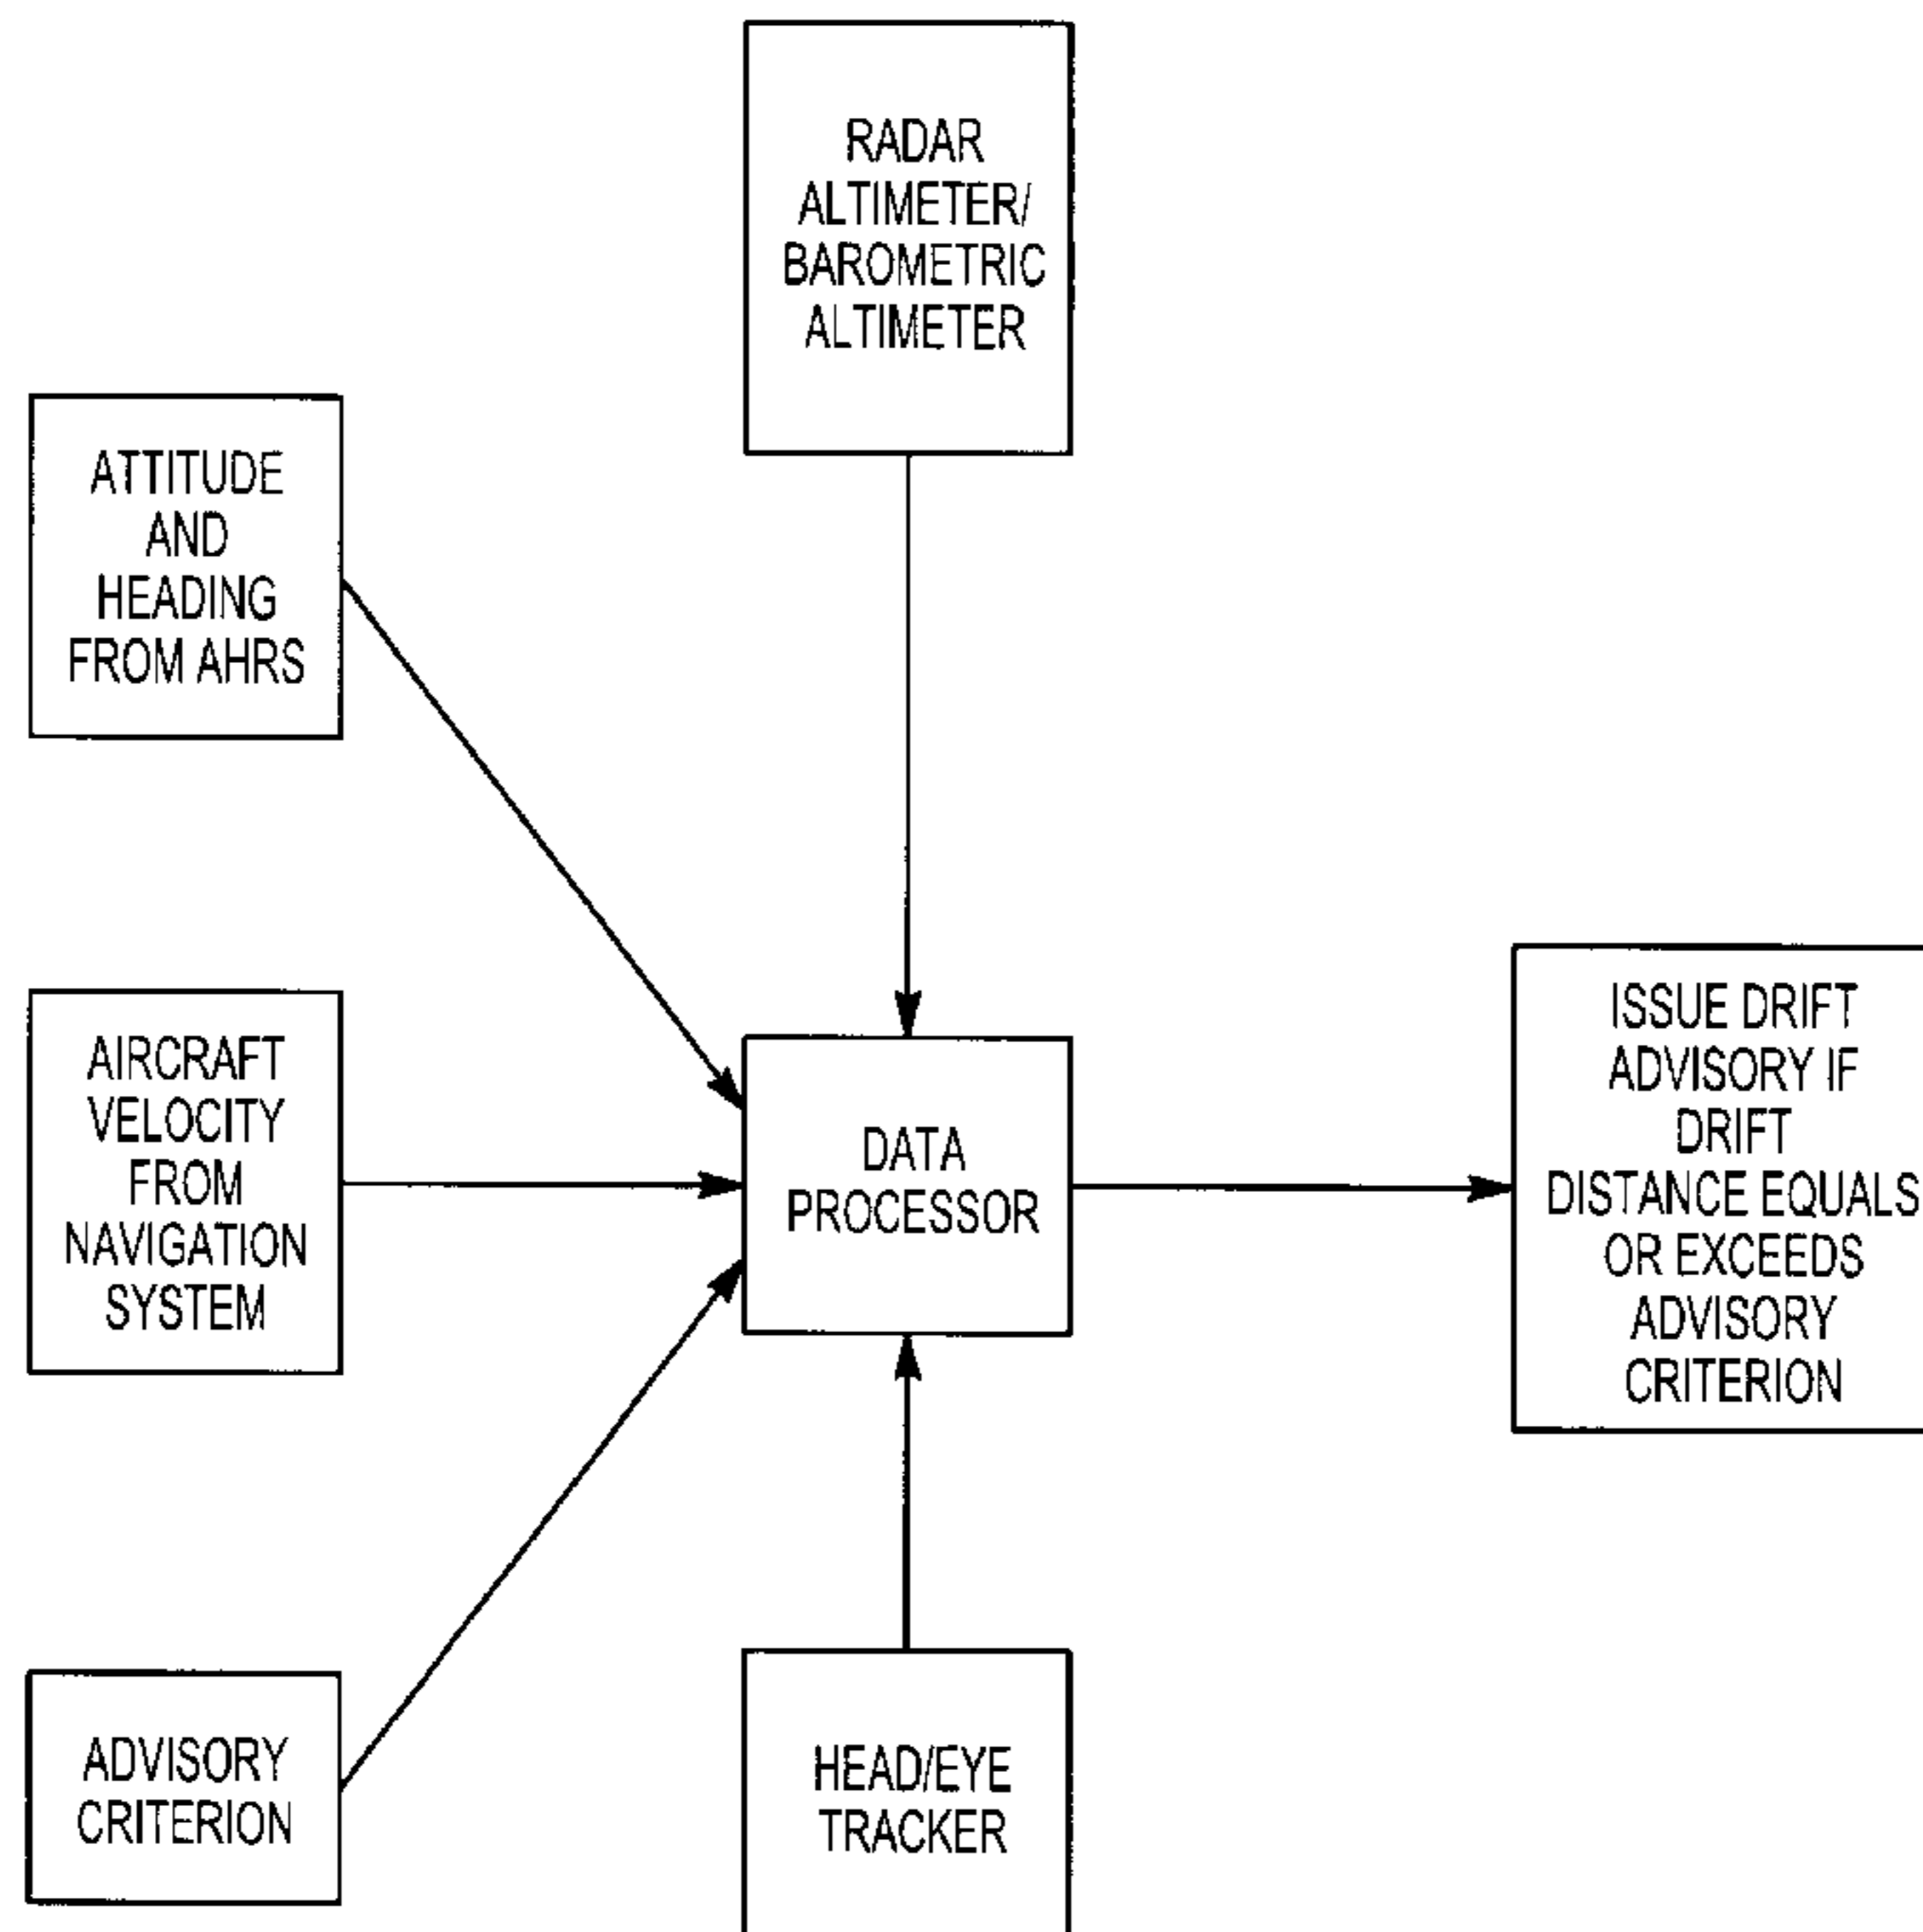 RADAR
ALTIMETER/
BAROMETRIC
ALTIMETER
ATTITUDE
AND
HEADING
FROM AHRS
AIRCRAFT
VELOCITY
FROM
NAVIGATION
SYSTEM
DATA
PROCESSOR
ISSUE DRIFT
ADVISORY IF
DRIFT
DISTANCE EQUALS
OR EXCEEDS
ADVISORY
CRITERION
ADVISORY
CRITERION
HEAD/EYE
TRACKER